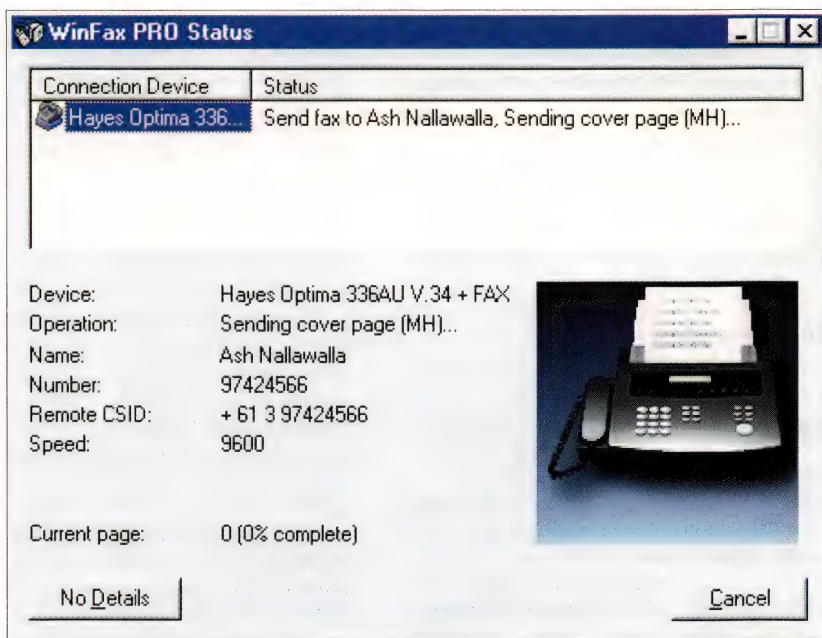 WinFax PRO Status
Connection Device Status
Hayes Optima 336... Send fax to Ash Nallawalla, Sending cover page (MH)...
Device: Hayes Optima 336AU V.34 + FAX
Operation: Sending cover page (MH)...
Name: Ash Nallawalla
Number: 97424566
Remote CSID: + 61 3 97424566
Speed: 9600
Current page: 0 (0% complete)
No Details Cancel